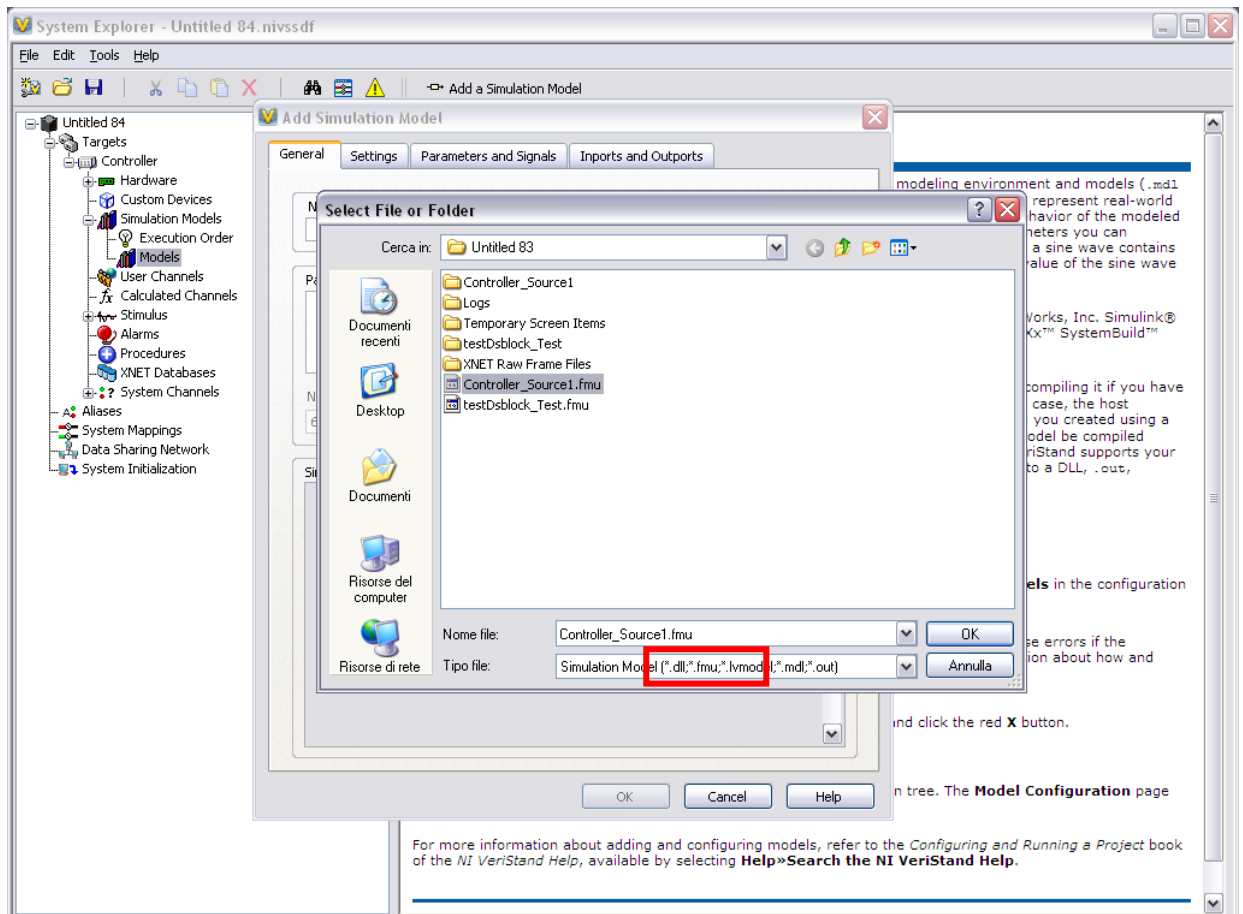 System Explorer - Untitled 84.nivssdf
File Edit Tools Help
Add a Simulation Model
Untitled 84
Targets
Controller
Hardware
Custom Devices
Simulation Models
Execution Order
Models
User Channels
Calculated Channels
Stimulus
Alarms
Procedures
XNET Databases
System Channels
Aliases
System Mappings
Data Sharing Network
System Initialization
Add Simulation Model
General Settings Parameters and Signals Inports and Outports
Select File or Folder
Cerca in: Untitled 83
Documenti recenti
Desktop
Documenti
Risorse del computer
Risorse di rete
Controller_Source1
Logs
Temporary Screen Items
testDsblock_Test
XNET Raw Frame Files
Controller_Source1.fmu
testDsblock_Test.fmu
Nome file: Controller_Source1.fmu OK
Tipo file: Simulation Model (*.dll;*.fmu;*.lvmodel;*.mdl;*.out) Annulla
OK Cancel Help
modeling environment and models (.mdl
represent real-world
havior of the modeled
meters you can
a sine wave contains
value of the sine wave
Works, Inc. Simulink®
Xx™ SystemBuild™
compiling it if you have
case, the host
you created using a
odel be compiled
riStand supports your
to a DLL, .out,
els in the configuration
se errors if the
ion about how and
and click the red X button.
n tree. The Model Configuration page
For more information about adding and configuring models, refer to the Configuring and Running a Project book
of the NI VeriStand Help, available by selecting Help»Search the NI VeriStand Help.